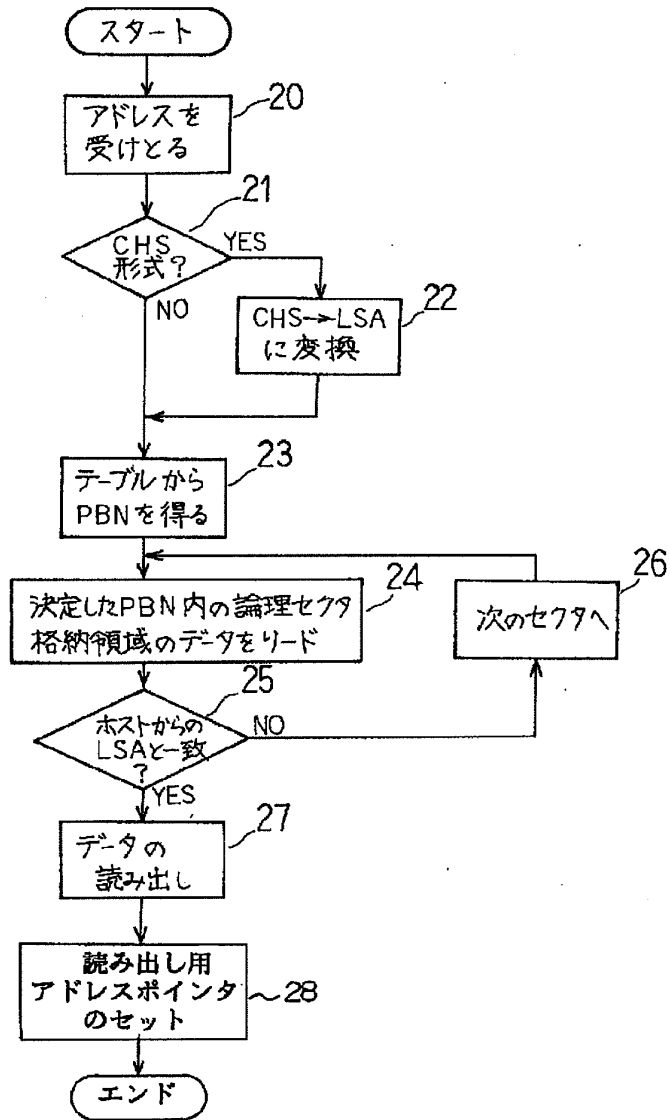 スタート
20
アドレスを
受けとる
21
CHS
形式?
YES
NO
22
CHS→LSA
に変換
23
テーブルから
PBNを得る
24
決定したPBN内の論理セクタ
格納領域のデータをリード
26
次のセクタへ
25
ホストからの
LSAと一致
?
NO
YES
27
データの
読み出し
28
読み出し用
アドレスポインタ
のセット
エンド